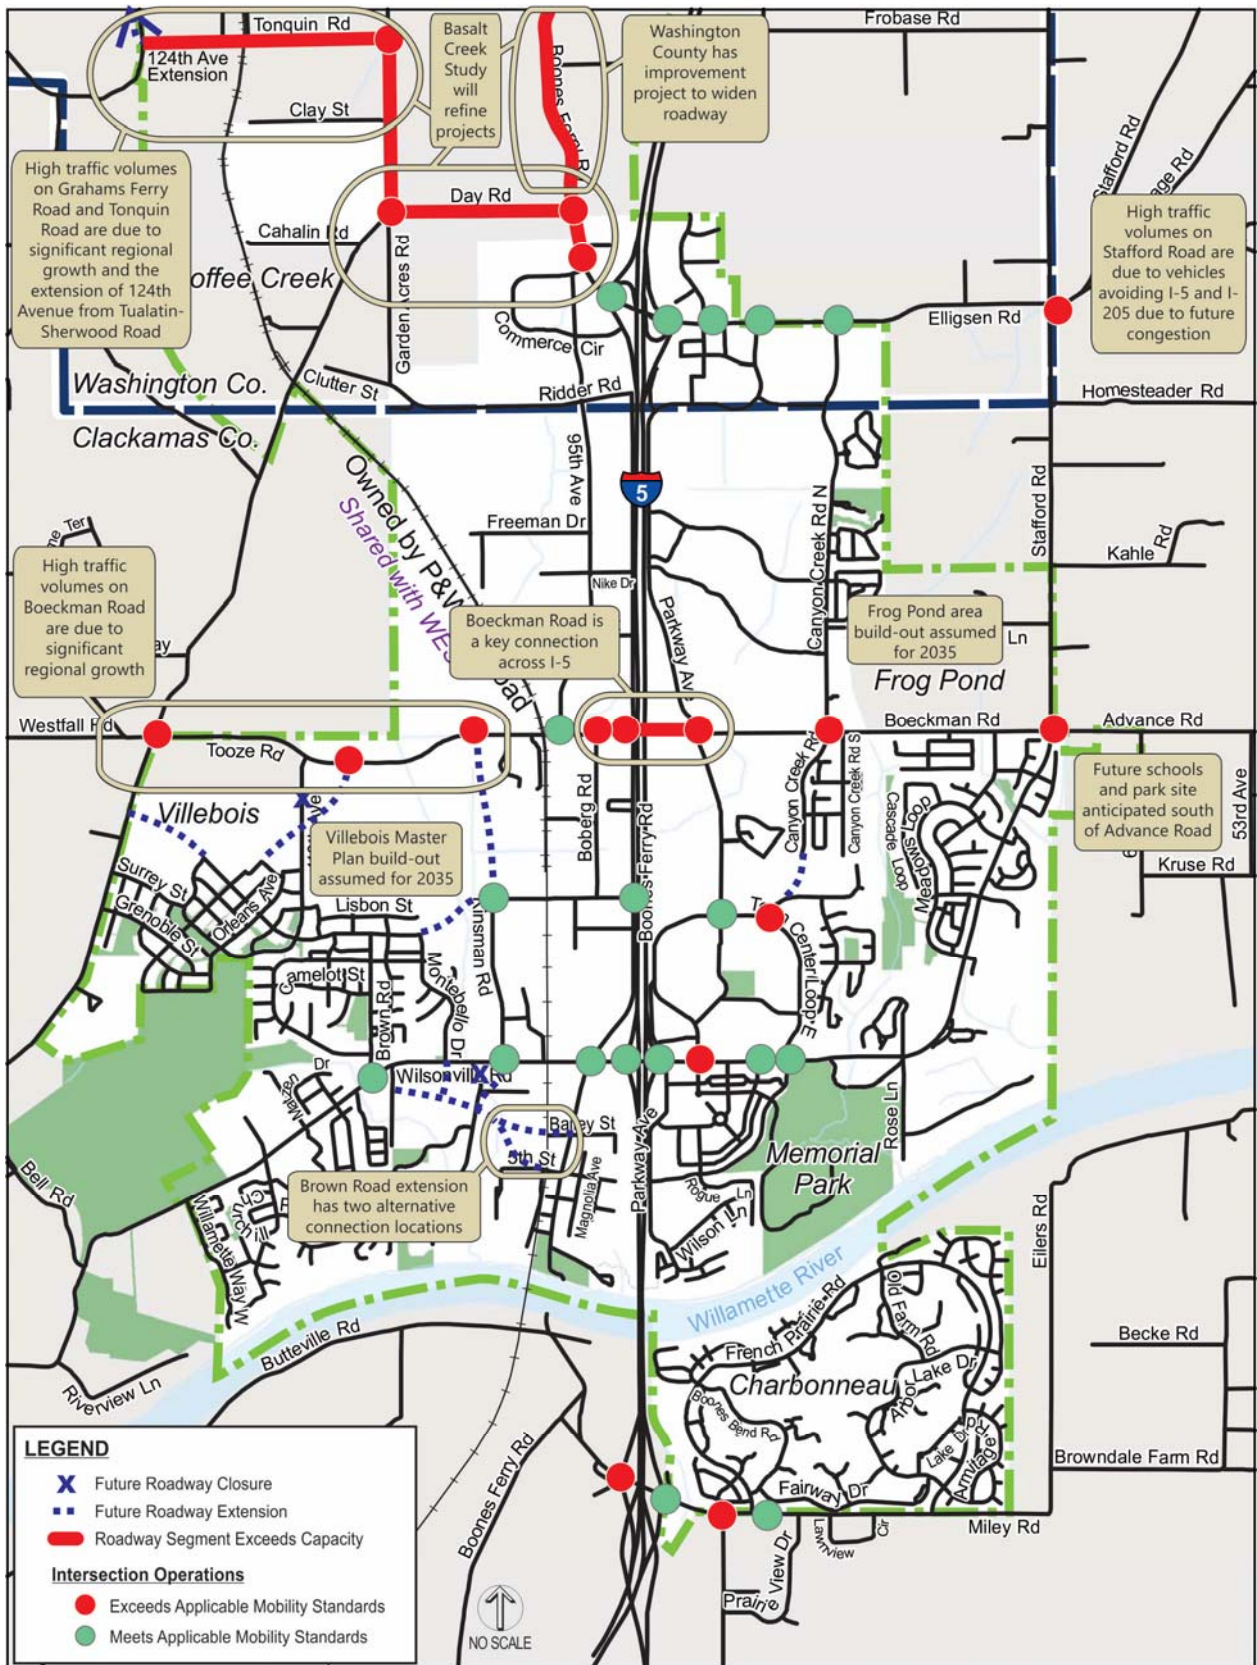 Tonquin Rd
124th Ave
Extension
Clay St
Basalt
Creek
Study
will
refine
projects
Washington
County has
improvement
project to widen
roadway
Frobase Rd
Stafford Rd
High traffic volumes
on Grahams Ferry
Road and Tonquin
Road are due to
significant regional
growth and the
extension of 124th
Avenue from Tualatin-
Sherwood Road
Day Rd
Cahalin Rd
offee Creek
Garden Acres Rd
Commerce Cir
Elligsen Rd
High traffic
volumes on
Stafford Road are
due to vehicles
avoiding I-5 and I-
205 due to future
congestion
Washington Co.
Clackamas Co.
Clutter St
Ridder Rd
Homesteader Rd
95th Ave
5
Canyon Creek Rd N
Stafford Rd
Owned by P&W
Shared with WES
oad
Freeman Dr
Nike Dr
Parkway Ave
Kahle Rd
me Ter
High traffic
volumes on
Boeckman Road
are due to
significant
regional growth
ay
Boeckman Road is
a key connection
across I-5
Frog Pond area
build-out assumed
for 2035
Ln
Frog Pond
Westfall Rd
Tooze Rd
Boeckman Rd
Advance Rd
Villebois
Villebois Master
Plan build-out
assumed for 2035
Boberg Rd
Boones Ferry Rd
Canyon Creek Rd
Canyon Creek Rd S
Cascade Loop
Meadows Loop
Future schools
and park site
anticipated south
of Advance Road
53rd Ave
Kruse Rd
Surrey St
Grenoble St
Orleans Ave
Lisbon St
insman Rd
Town Center Loop E
Camelot St
Montebello Dr
Brown Rd
Wilsonville Rd
Matzen Dr
Barley St
5th St
Magnolia Ave
Parkway Ave
Rose Ln
Memorial
Park
Rogue Ln
Wilson Ln
Bell Rd
Brown Road extension
has two alternative
connection locations
Churchill
Willamette Way W
Eilers Rd
Willamette River
Butteville Rd
Riverview Ln
French Prairie Rd
Old Farm Rd
Becke Rd
Charbonneau
Arbor Lake Dr
Boones Bend Rd
Lake Dr
Armitage Rd
Fairway Dr
Browndale Farm Rd
Boones Ferry Rd
Lawnview Cir
Miley Rd
Prairie View Dr
LEGEND
X Future Roadway Closure
Future Roadway Extension
Roadway Segment Exceeds Capacity
Intersection Operations
Exceeds Applicable Mobility Standards
Meets Applicable Mobility Standards
NO SCALE